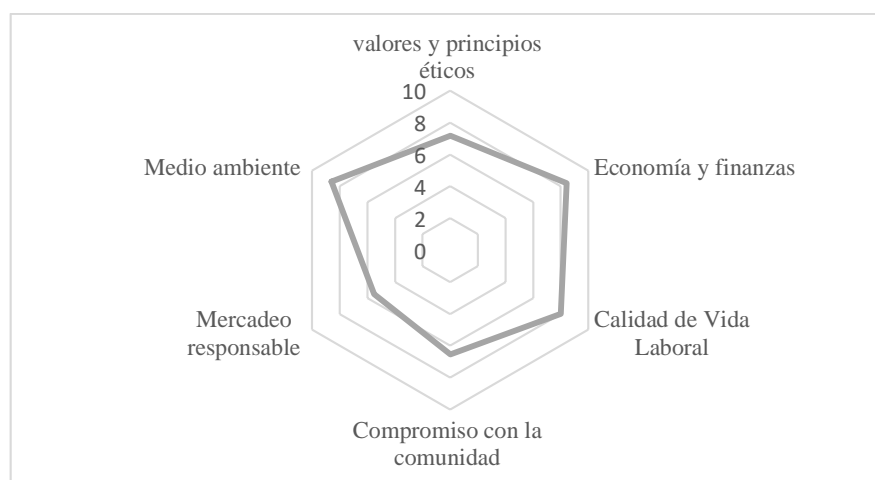 valores y principios
éticos
10
8
6
4
2
0
Medio ambiente
Economía y finanzas
Mercadeo
responsable
Calidad de Vida
Laboral
Compromiso con la
comunidad